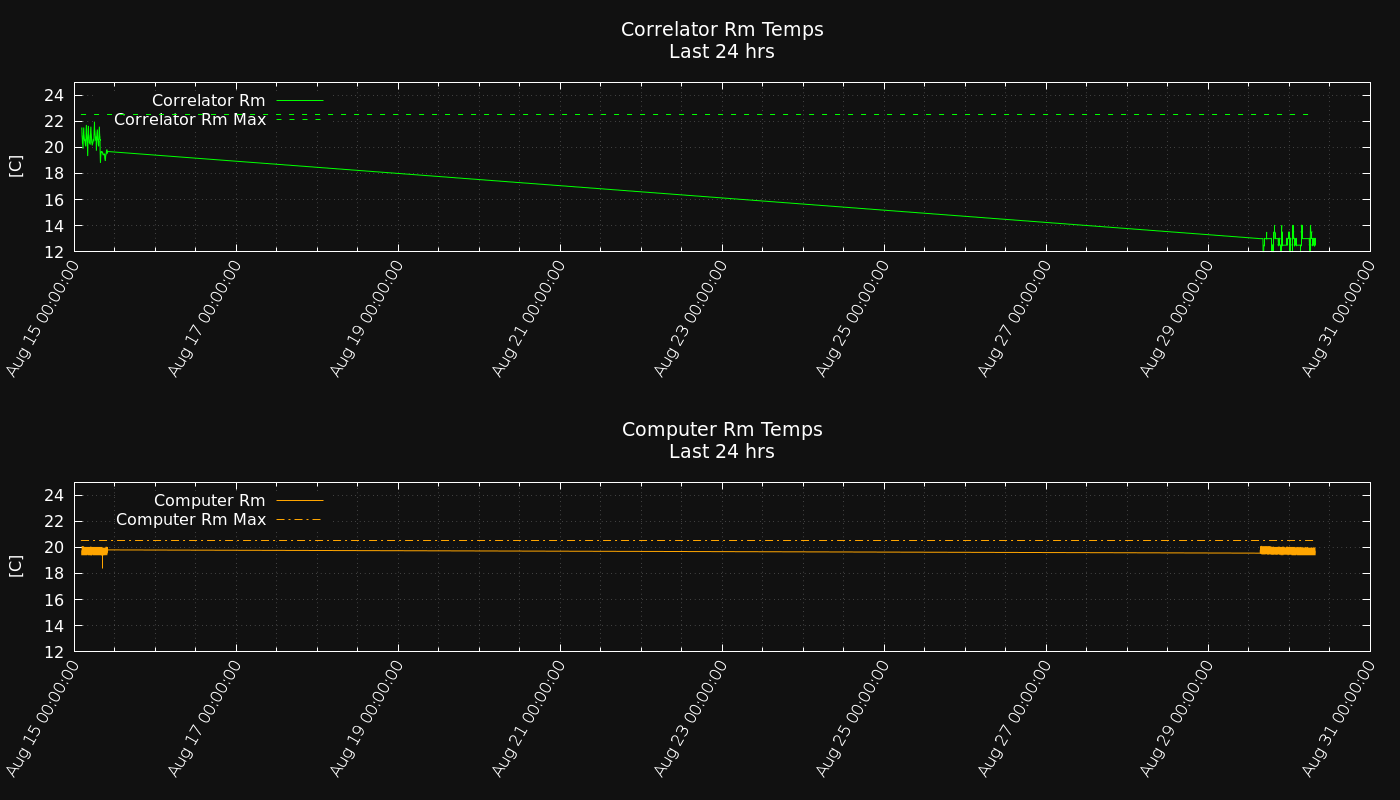 Correlator Rm Temps
Last 24 hrs
Correlator Rm
Correlator Rm Max
[C]
24
22
20
18
16
14
12
Aug 15 00:00:00
Aug 17 00:00:00
Aug 19 00:00:00
Aug 21 00:00:00
Aug 23 00:00:00
Aug 25 00:00:00
Aug 27 00:00:00
Aug 29 00:00:00
Aug 31 00:00:00
Computer Rm Temps
Last 24 hrs
Computer Rm
Computer Rm Max
[C]
24
22
20
18
16
14
12
Aug 15 00:00:00
Aug 17 00:00:00
Aug 19 00:00:00
Aug 21 00:00:00
Aug 23 00:00:00
Aug 25 00:00:00
Aug 27 00:00:00
Aug 29 00:00:00
Aug 31 00:00:00